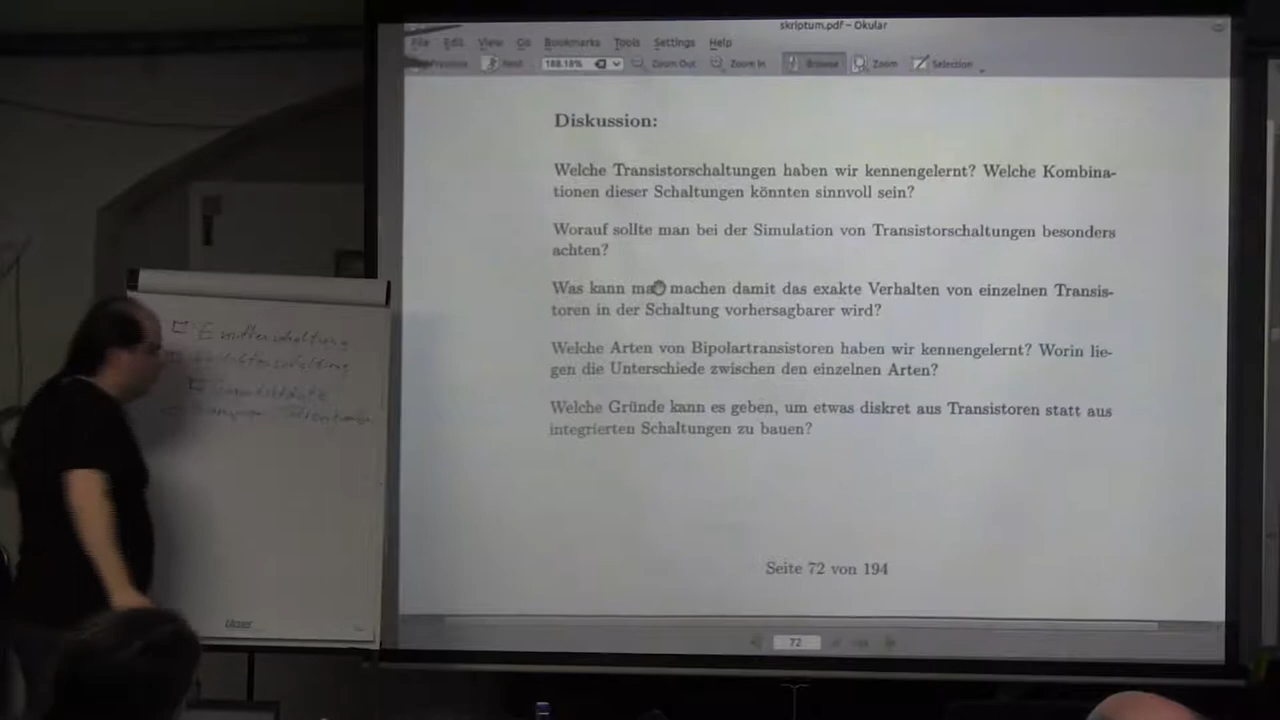 skriptum.pdf – Okular
File Edit View Go Bookmarks Tools Settings Help
Next 188.18% Zoom Out Zoom In Browse Zoom Selection
Diskussion:
Welche Transistorschaltungen haben wir kennengelernt? Welche Kombina-
tionen dieser Schaltungen könnten sinnvoll sein?
Worauf sollte man bei der Simulation von Transistorschaltungen besonders
achten?
Was kann machen damit das exakte Verhalten von einzelnen Transis-
toren in der Schaltung vorhersagbarer wird?
Welche Arten von Bipolartransistoren haben wir kennengelernt? Worin lie-
gen die Unterschiede zwischen den einzelnen Arten?
Welche Gründe kann es geben, um etwas diskret aus Transistoren statt aus
integrierten Schaltungen zu bauen?
Seite 72 von 194
72
Emitterschaltung